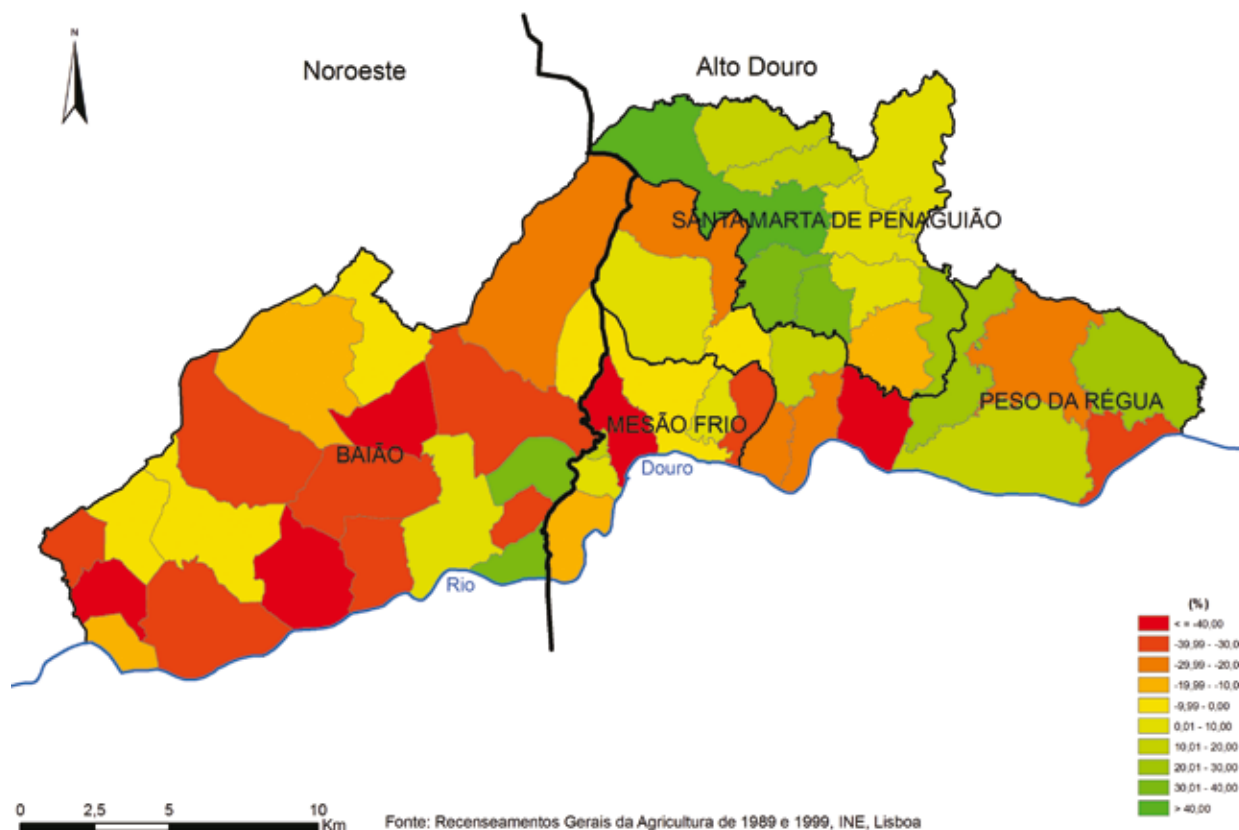 N
Noroeste
Alto Douro
SANTA MARTA DE PENAGUIÃO
PESO DA RÉGUA
MESÃO FRIO
BAIÃO
Douro
Rio
(%)
< = -40,00
-39,99 - -30,00
-29,99 - -20,00
-19,99 - -10,00
-9,99 - 0,00
0,01 - 10,00
10,01 - 20,00
20,01 - 30,00
30,01 - 40,00
> 40,00
0 2,5 5 10
Km
Fonte: Recenseamentos Gerais da Agricultura de 1989 e 1999, INE, Lisboa